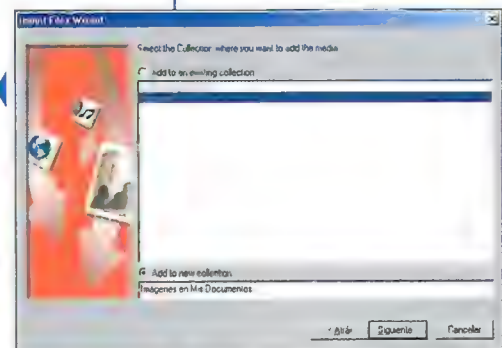 Import Files Wizard
Select the Collection where you want to add the media
Add to an existing collection
Add to new collection
Imágenes en Mis Documentos
< Atrás Siguiente Cancelar